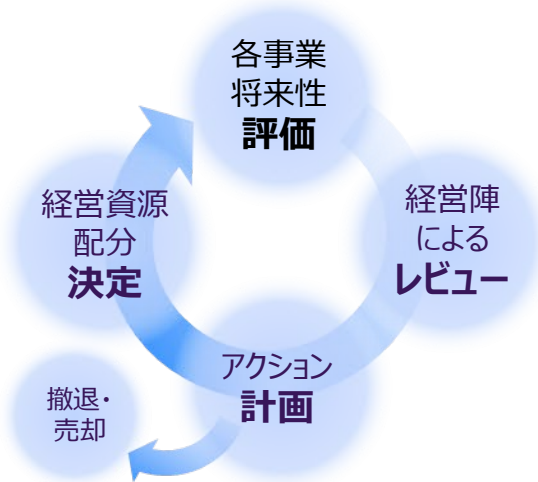 各事業
将来性
評価
経営陣
による
レビュー
アクション
計画
経営資源
配分
決定
撤退・
売却